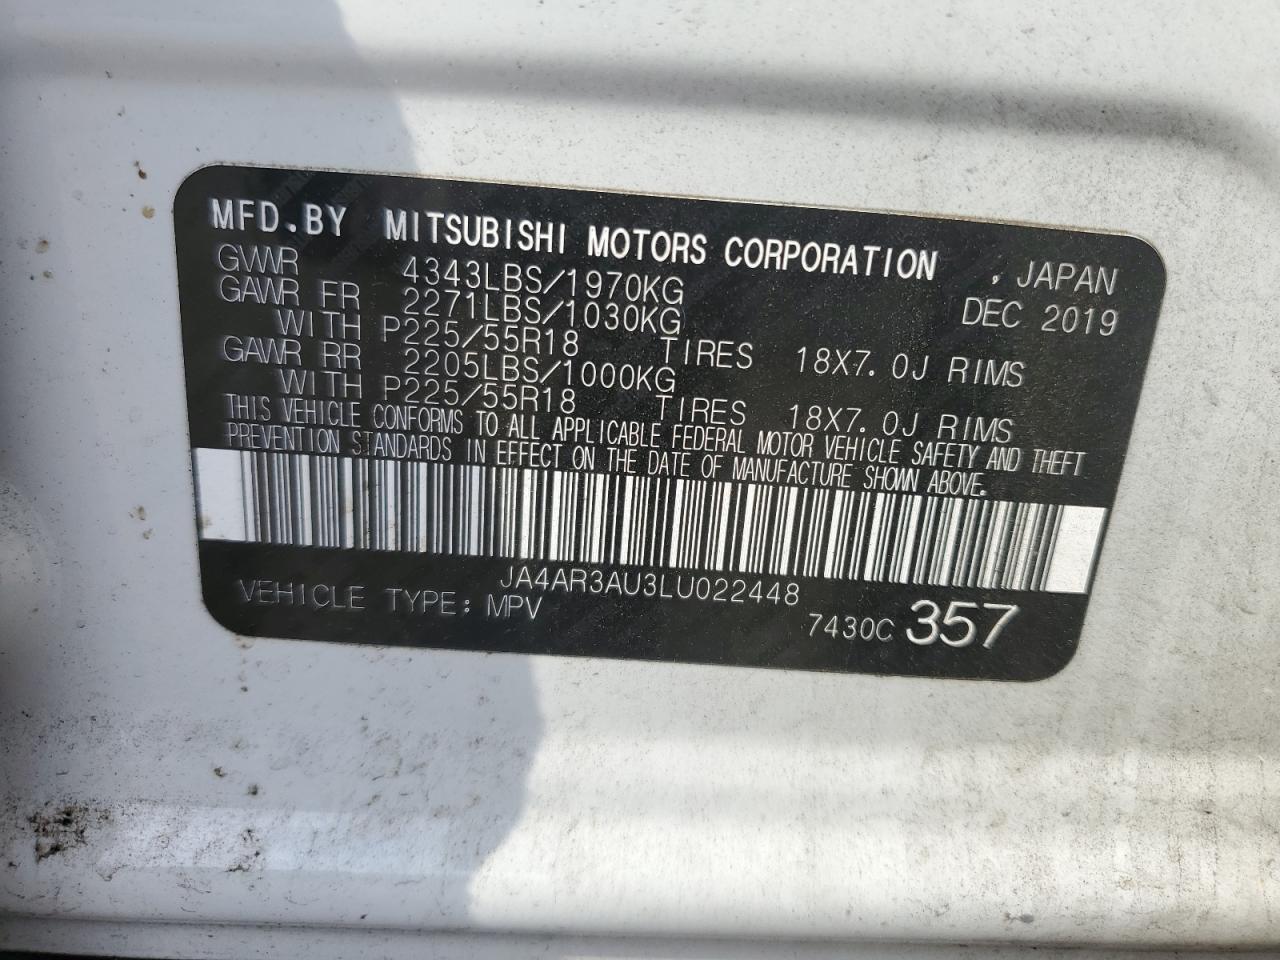 MFD.BY MITSUBISHI MOTORS CORPORATION , JAPAN
GVWR 4343LBS/1970KG DEC 2019
GAWR FR 2271LBS/1030KG
WITH P225/55R18 TIRES 18X7.0J RIMS
GAWR RR 2205LBS/1000KG
WITH P225/55R18 TIRES 18X7.0J RIMS
THIS VEHICLE CONFORMS TO ALL APPLICABLE FEDERAL MOTOR VEHICLE SAFETY AND THEFT
PREVENTION STANDARDS IN EFFECT ON THE DATE OF MANUFACTURE SHOWN ABOVE.
JA4AR3AU3LU022448
VEHICLE TYPE: MPV 7430C 357